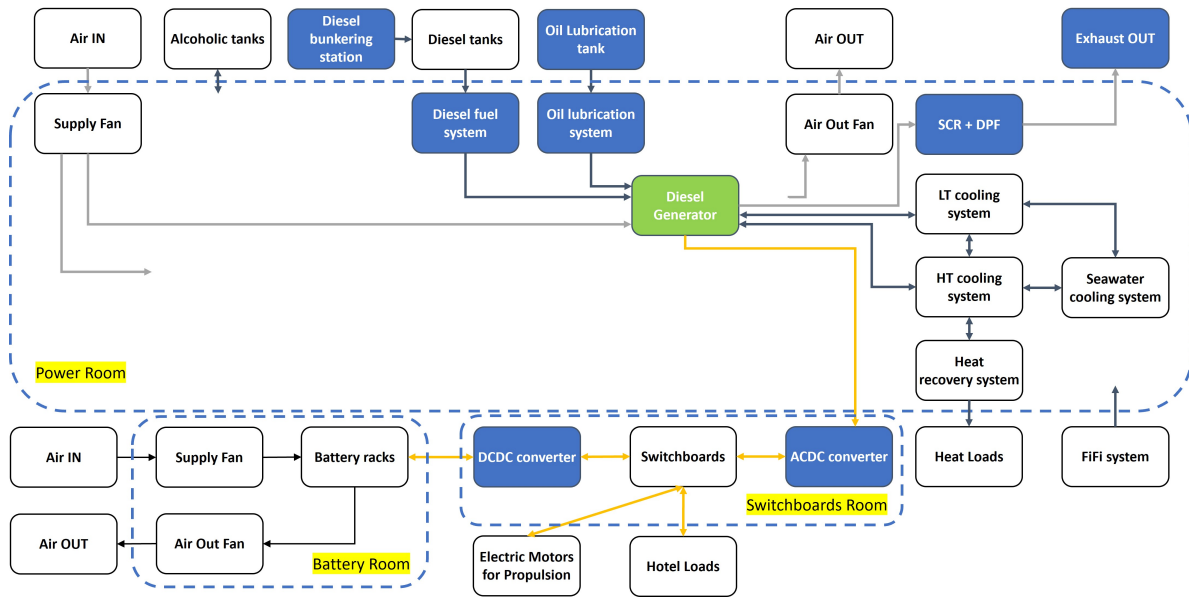 Air IN
Alcoholic tanks
Diesel
bunkering
station
Diesel tanks
Oil Lubrication
tank
Air OUT
Exhaust OUT
Supply Fan
Diesel fuel
system
Oil lubrication
system
Air Out Fan
SCR + DPF
Diesel
Generator
LT cooling
system
HT cooling
system
Seawater
cooling system
Heat
recovery system
Power Room
Air IN
Supply Fan
Battery racks
DCDC converter
Switchboards
ACDC converter
Heat Loads
FiFi system
Switchboards Room
Air OUT
Air Out Fan
Battery Room
Electric Motors
for Propulsion
Hotel Loads